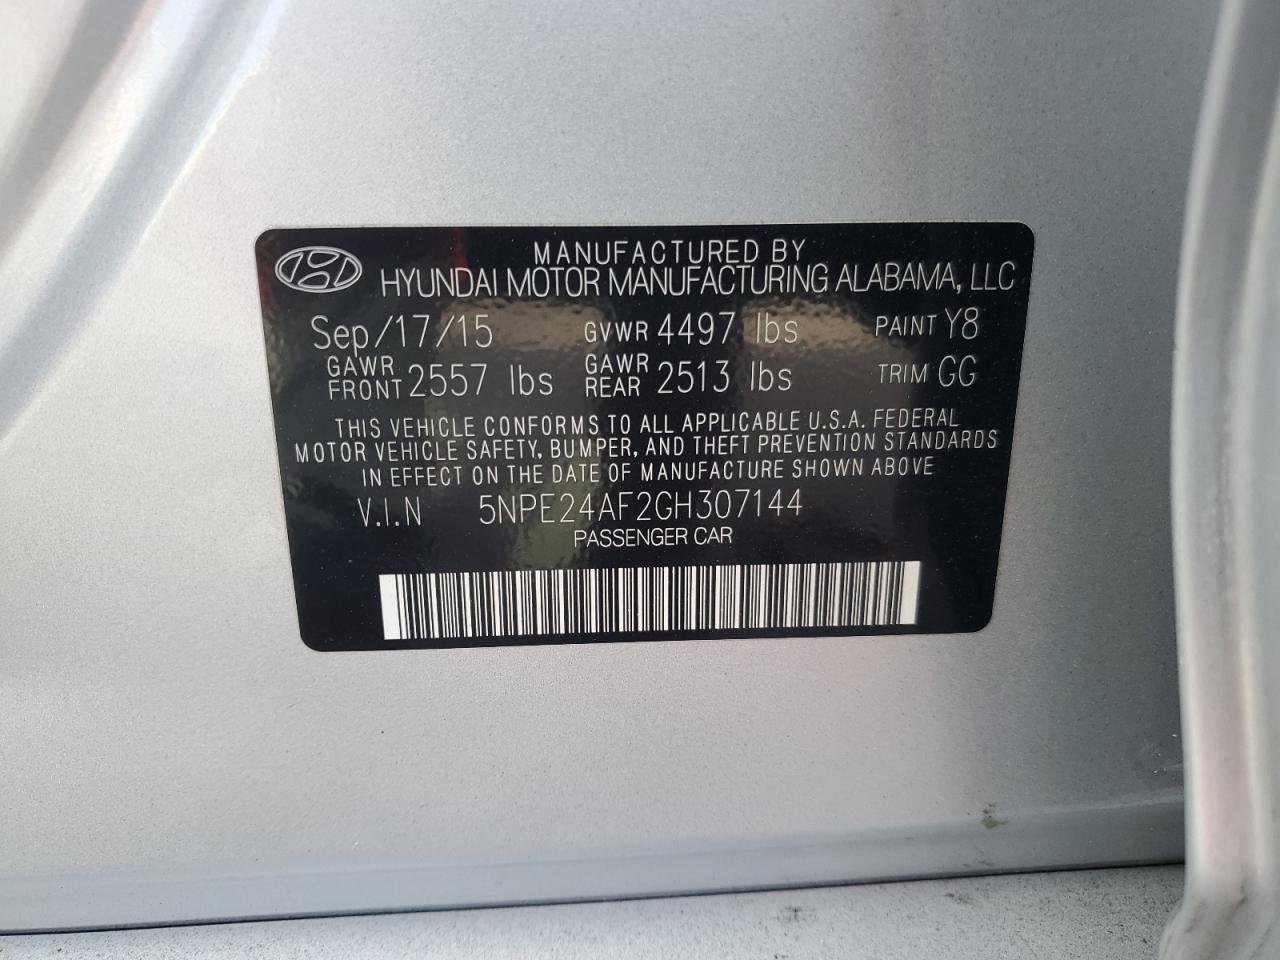 MANUFACTURED BY
HYUNDAI MOTOR MANUFACTURING ALABAMA, LLC
Sep/17/15 GVWR 4497 lbs PAINT Y8
GAWR FRONT 2557 lbs GAWR REAR 2513 lbs TRIM GG
THIS VEHICLE CONFORMS TO ALL APPLICABLE U.S.A. FEDERAL
MOTOR VEHICLE SAFETY, BUMPER, AND THEFT PREVENTION STANDARDS
IN EFFECT ON THE DATE OF MANUFACTURE SHOWN ABOVE
V.I.N 5NPE24AF2GH307144
PASSENGER CAR